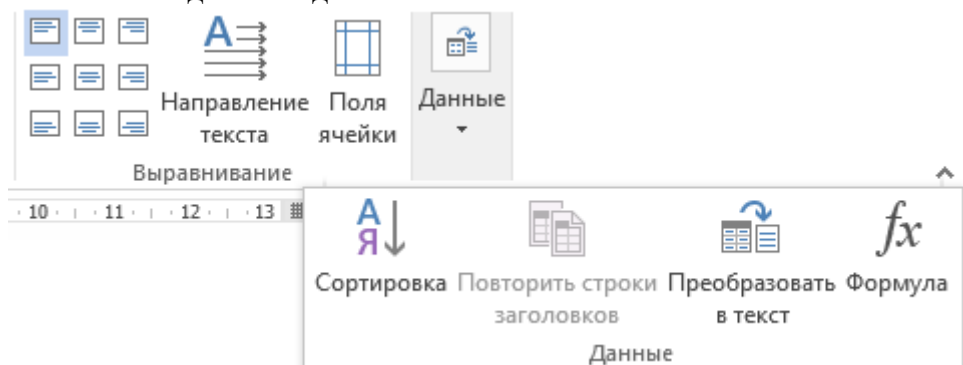 Направление Поля Данные
текста ячейки
Выравнивание
10 11 12 13
Сортировка Повторить строки Преобразовать Формула
заголовков в текст
Данные